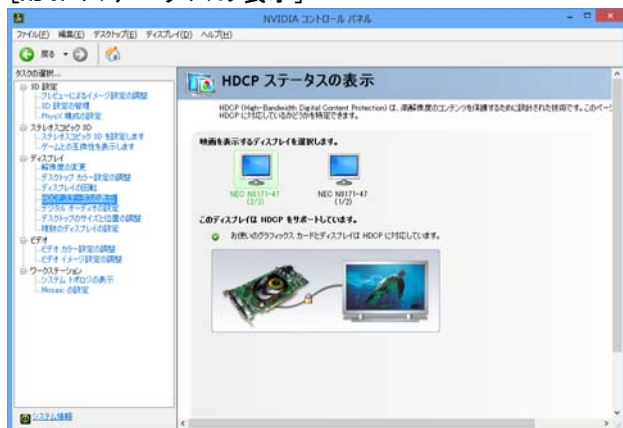 NVIDIA コントロール パネル
ファイル(F) 編集(E) デスクトップ(T) ディスプレイ(D) ヘルプ(H)
戻る
タスクの選択...
3D 設定
プレビューによるイメージ設定の調整
3D 設定の管理
PhysX 構成の設定
ステレオスコピック 3D
ステレオスコピック 3D を設定します
ゲームとの互換性を表示します
ディスプレイ
解像度の変更
デスクトップ カラー設定の調整
ディスプレイの回転
HDCP ステータスの表示
デジタル オーディオの設定
デスクトップのサイズと位置の調整
複数のディスプレイの設定
ビデオ
ビデオ カラー設定の調整
ビデオ イメージ設定の調整
ワークステーション
システム トポロジの表示
Mosaic の設定
システム情報
HDCP ステータスの表示
HDCP (High-Bandwidth Digital Content Protection) は、高解像度のコンテンツを保護するために設計された技術です。このページ
HDCP に対応しているかどうかを特定できます。
映画を表示するディスプレイを選択します。
NEC N8171-47 NEC N8171-47
(2/2) (1/2)
このディスプレイは HDCP をサポートしています。
お使いのグラフィックス カードとディスプレイは HDCP に対応しています。